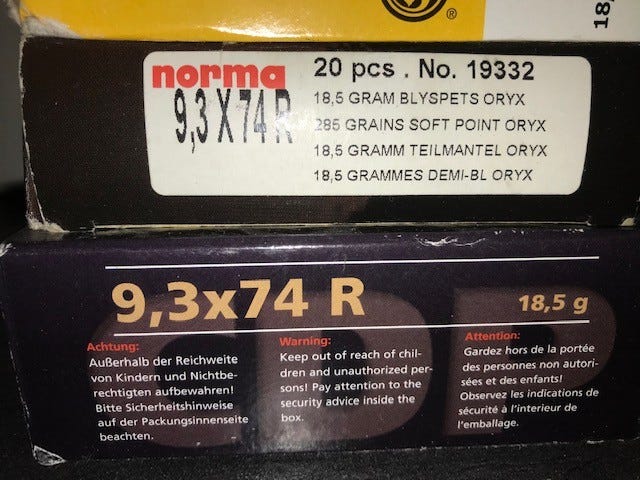 ®
18,
norma
9,3 X 74 R
20 pcs . No. 19332
18,5 GRAM BLYSPETS ORYX
285 GRAINS SOFT POINT ORYX
18,5 GRAMM TEILMANTEL ORYX
18,5 GRAMMES DEMI-BL ORYX
9,3x74 R
18,5 g
Achtung:
Außerhalb der Reichweite
von Kindern und Nichtbe-
rechtigten aufbewahren!
Bitte Sicherheitshinweise
auf der Packungsinnenseite
beachten.
Warning:
Keep out of reach of chil-
dren and unauthorized per-
sons! Pay attention to the
security advice inside the
box.
Attention:
Gardez hors de la portée
des personnes non autori-
sées et des enfants!
Observez les indications de
sécurité à l'interieur de
l'emballage.